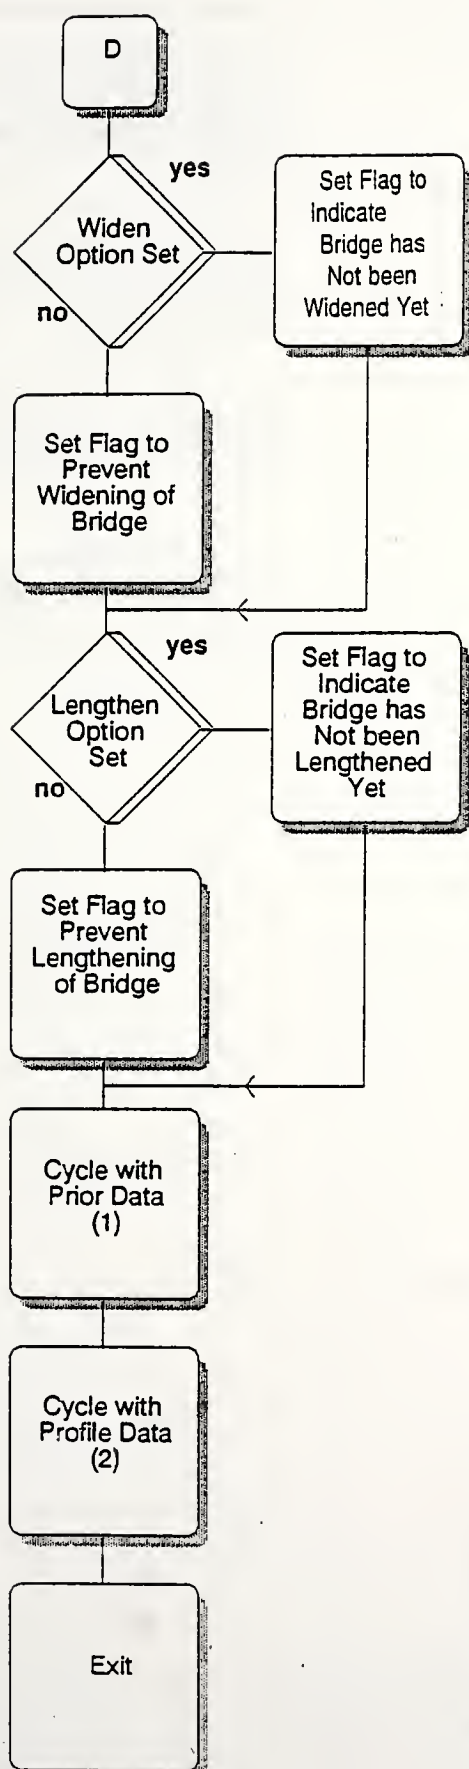 D
yes
Widen
Option Set
no
Set Flag to
Indicate
Bridge has
Not been
Widened Yet
Set Flag to
Prevent
Widening of
Bridge
yes
Lengthen
Option
Set
no
Set Flag to
Indicate
Bridge has
Not been
Lengthened
Yet
Set Flag to
Prevent
Lengthening
of Bridge
Cycle with
Prior Data
(1)
Cycle with
Profile Data
(2)
Exit